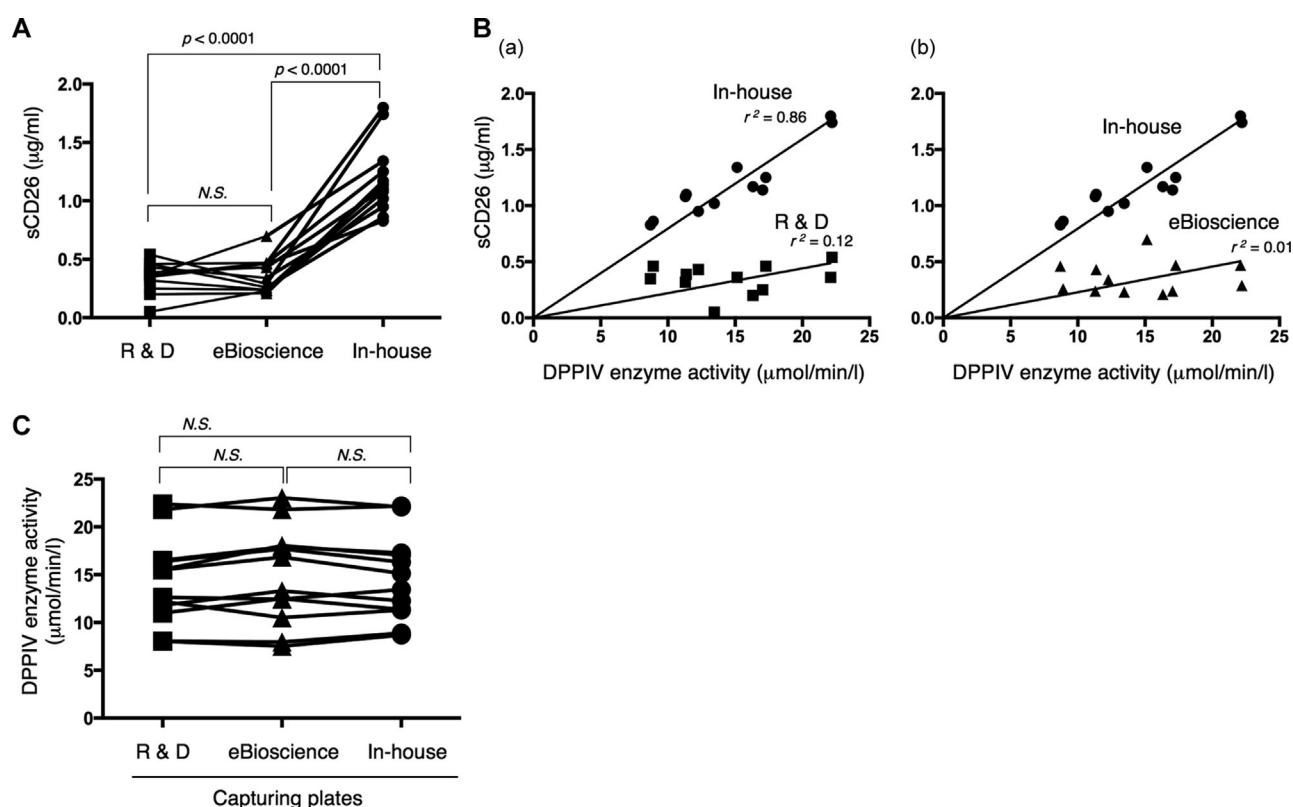 A
p < 0.0001
p < 0.0001
N.S.
sCD26 (μg/ml)
2.0
1.5
1.0
0.5
0.0
R & D eBioscience In-house
B
(a)
In-house
r² = 0.86
R & D
r² = 0.12
sCD26 (μg/ml)
2.0
1.5
1.0
0.5
0.0
0 5 10 15 20 25
DPPIV enzyme activity (μmol/min/l)
(b)
In-house
eBioscience
r² = 0.01
2.0
1.5
1.0
0.5
0.0
0 5 10 15 20 25
DPPIV enzyme activity (μmol/min/l)
C
N.S.
N.S. N.S.
DPPIV enzyme activity
(μmol/min/l)
25
20
15
10
5
0
R & D eBioscience In-house
Capturing plates